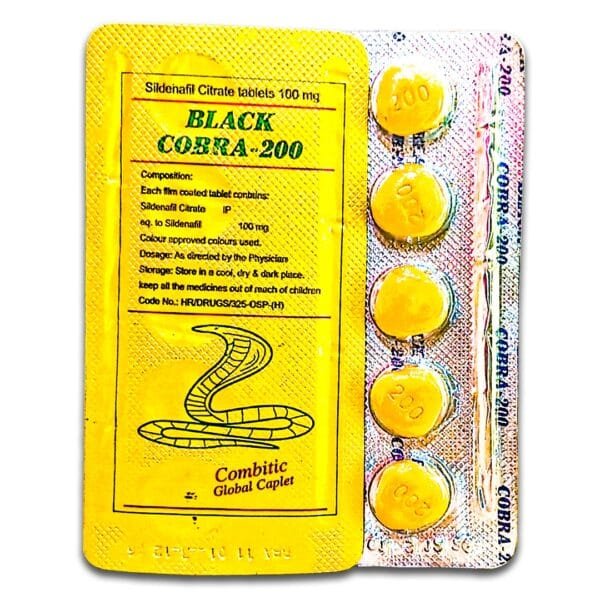 Sildenafil Citrate tablets 100 mg
BLACK
COBRA-200
Composition:
Each film coated tablet contains:
Sildenafil Citrate IP
eq. to Sildenafil 100 mg
Colour approved colours used.
Dosage: As directed by the Physician
Storage: Store in a cool, dry & dark place.
keep all the medicines out of reach of children
Code No.: HR/DRUGS/325-OSP-(H)
Combitic
Global Caplet
200
200
200
200
A-200
COBRA-200
COBRA-200
COBRA-2